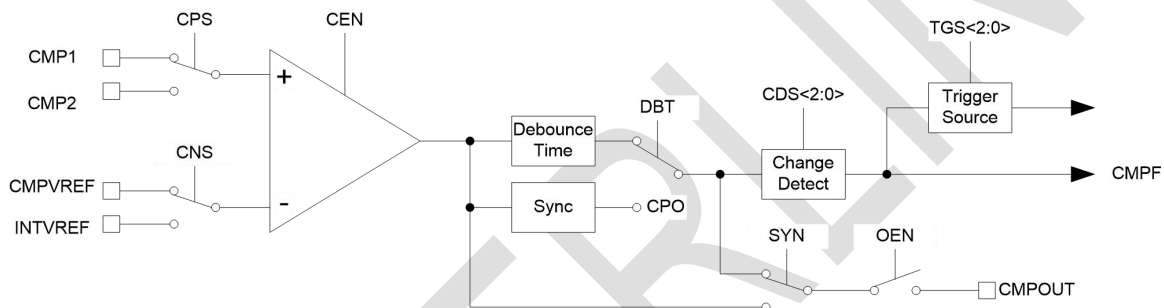 CPS
CEN
TGS<2:0>
CMP1
CMP2
+
DBT
CDS<2:0>
Trigger
Source
Debounce
Time
CNS
Change
Detect
CMPF
CMPVREF
INTVREF
-
Sync
CPO
SYN
OEN
CMPOUT